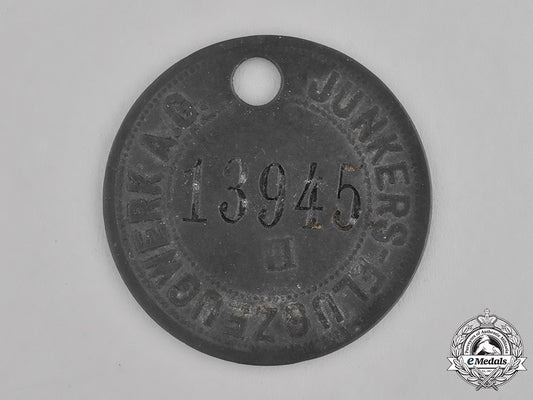 JUNKERS-FLUGZEUGWERK A.G.
13945
J
eMedals